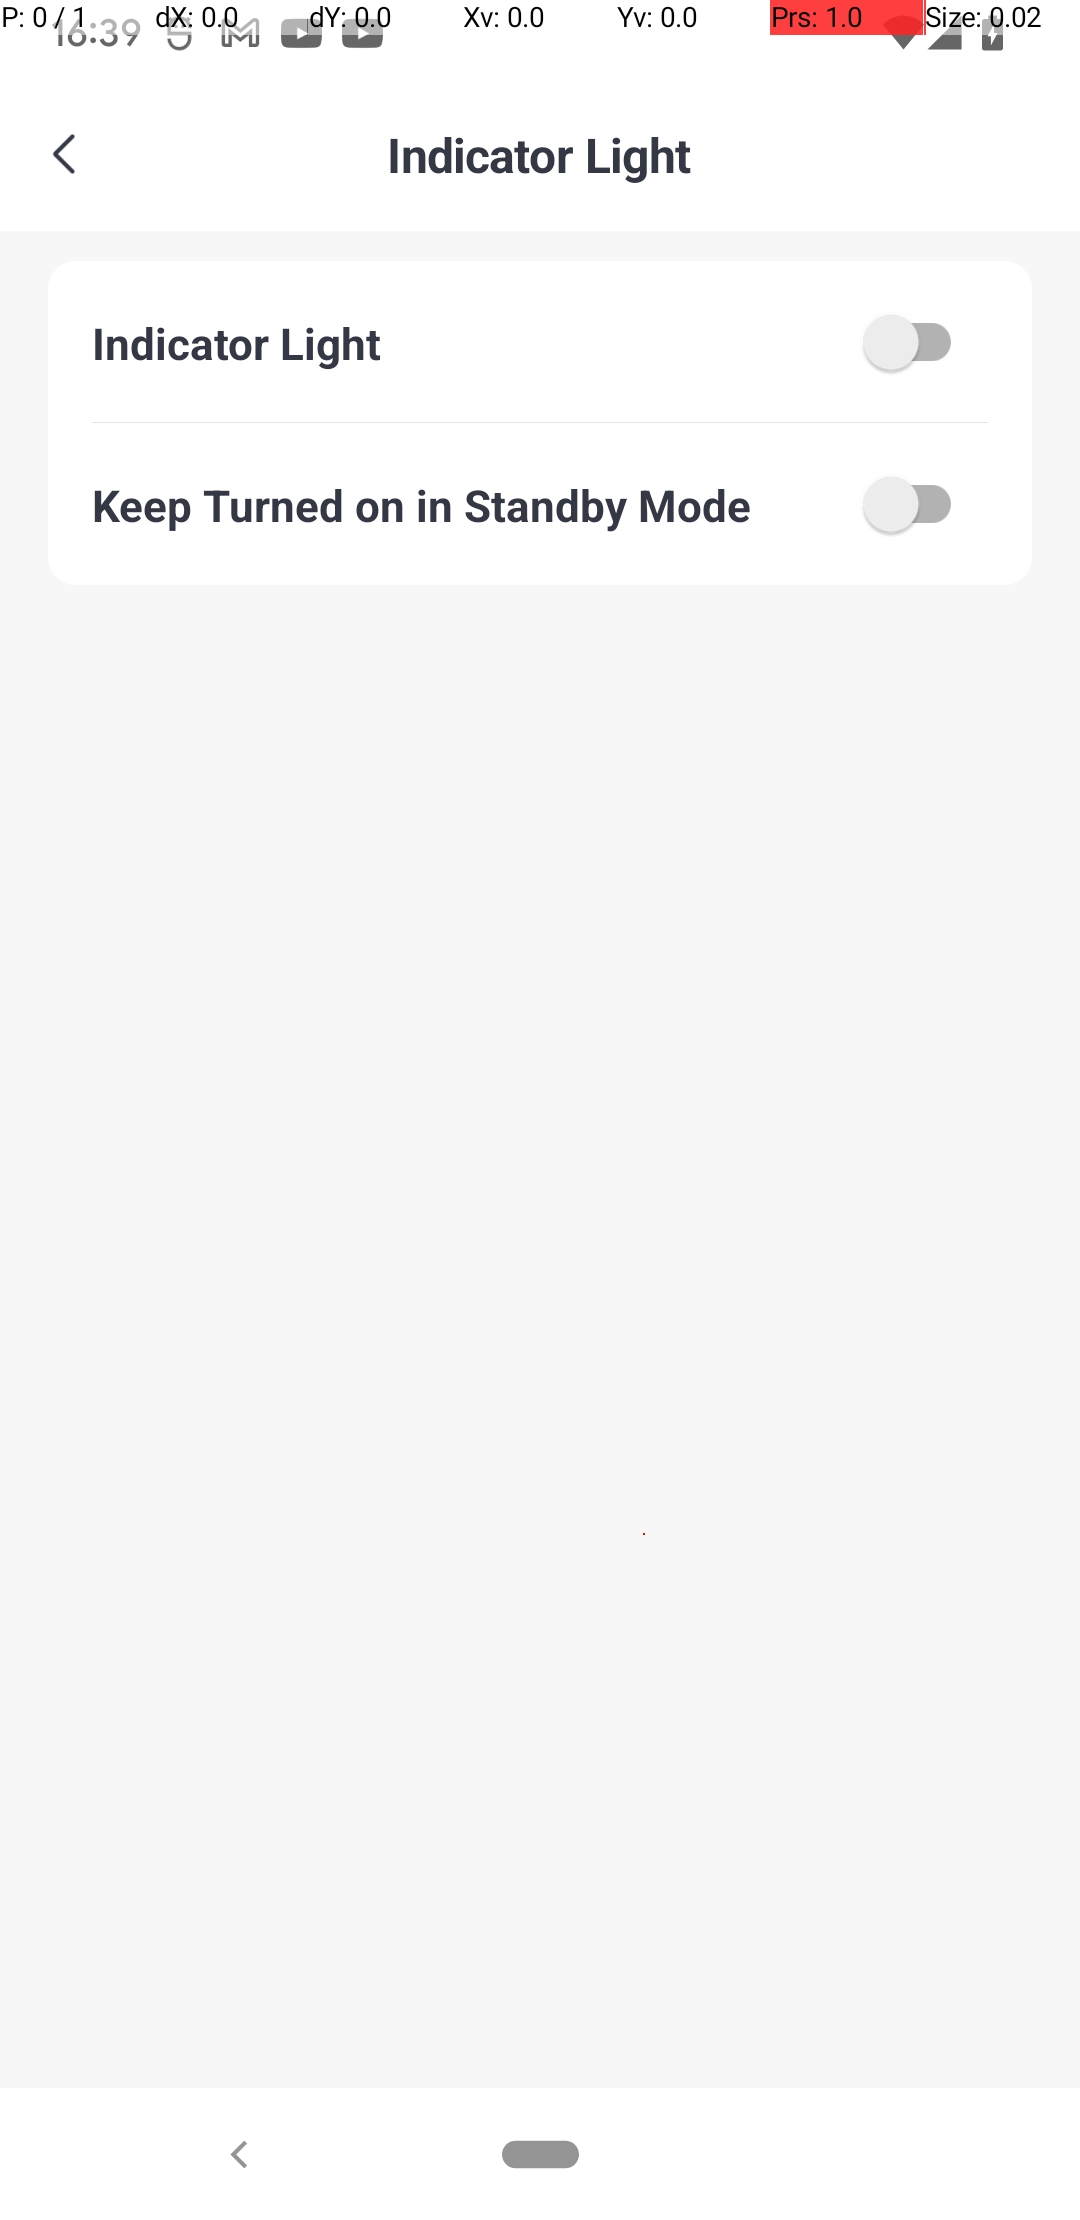 P: 0 / 1 dX: 0.0 dY: 0.0 Xv: 0.0 Yv: 0.0 Prs: 1.0 Size: 0.02
16:39
Indicator Light
Indicator Light
Keep Turned on in Standby Mode